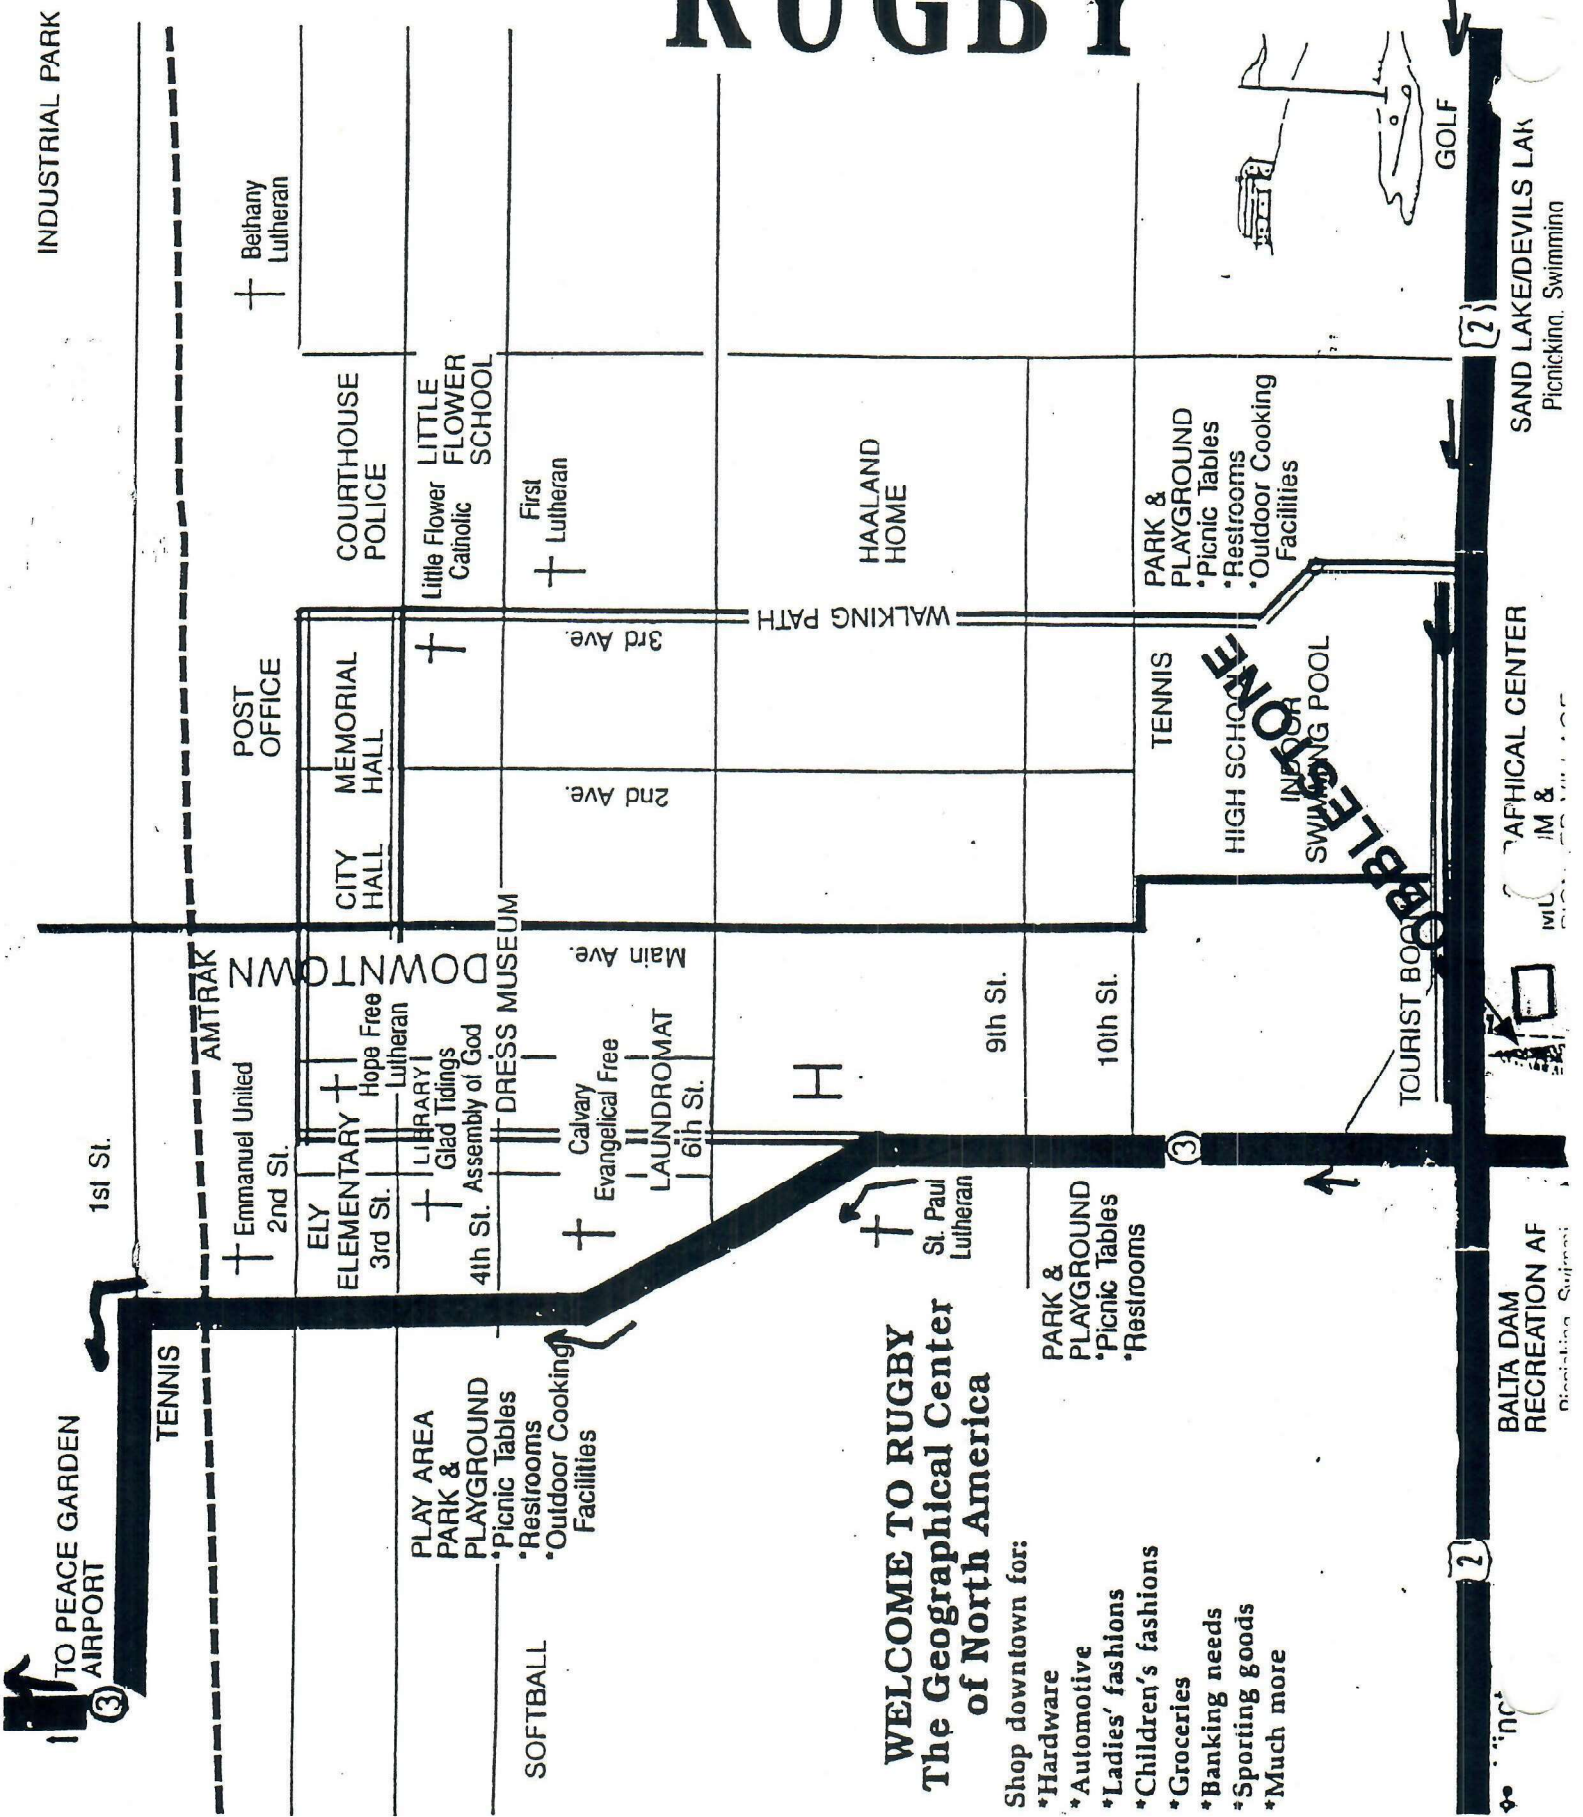 RUGBY
INDUSTRIAL PARK
TO PEACE GARDEN
AIRPORT
3
1st St.
TENNIS
AMTRAK
Bethany
Lutheran
POST
OFFICE
Emmanuel United
2nd St.
DOWNTOWN
COURTHOUSE
POLICE
MEMORIAL
HALL
CITY
HALL
ELY
ELEMENTARY
Hope Free
Lutheran
3rd St.
LITTLE
FLOWER
SCHOOL
Little Flower
Catholic
LIBRARY
Glad Tidings
Assembly of God
4th St.
DRESS MUSEUM
PLAY AREA
PARK &
PLAYGROUND
*Picnic Tables
*Restrooms
*Outdoor Cooking
Facilities
SOFTBALL
First
Lutheran
3rd Ave.
2nd Ave.
Main Ave.
Calvary
Evangelical Free
LAUNDROMAT
6th St.
WALKING PATH
HAALAND
HOME
H
St. Paul
Lutheran
9th St.
10th St.
WELCOME TO RUGBY
The Geographical Center
of North America
Shop downtown for:
*Hardware
*Automotive
*Ladies' fashions
*Children's fashions
*Groceries
*Banking needs
*Sporting goods
*Much more
PARK &
PLAYGROUND
*Picnic Tables
*Restrooms
3
PARK &
PLAYGROUND
*Picnic Tables
*Restrooms
*Outdoor Cooking
Facilities
TENNIS
HIGH SCHOOL
INDOOR
SWIMMING POOL
OBBLESTONE
TOURIST BOO
GOLF
2
2
SAND LAKE/DEVILS LAK
Picnicking, Swimming
APHICAL CENTER
MU IM &
BALTA DAM
RECREATION AR